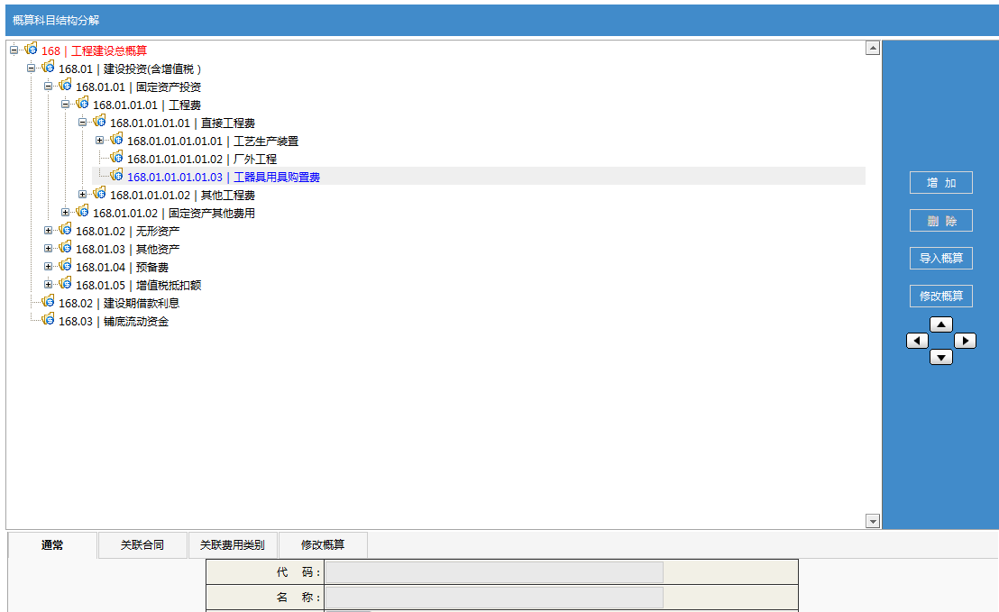 概算科目结构分解
168 | 工程建设总概算
168.01 | 建设投资(含增值税 )
168.01.01 | 固定资产投资
168.01.01.01 | 工程费
168.01.01.01.01 | 直接工程费
168.01.01.01.01.01 | 工艺生产装置
168.01.01.01.01.02 | 厂外工程
168.01.01.01.01.03 | 工器具用具购置费
168.01.01.01.02 | 其他工程费
168.01.01.02 | 固定资产其他费用
168.01.02 | 无形资产
168.01.03 | 其他资产
168.01.04 | 预备费
168.01.05 | 增值税抵扣额
168.02 | 建设期借款利息
168.03 | 铺底流动资金
增 加
删 除
导入概算
修改概算
通常 关联合同 关联费用类别 修改概算
代 码：
名 称：